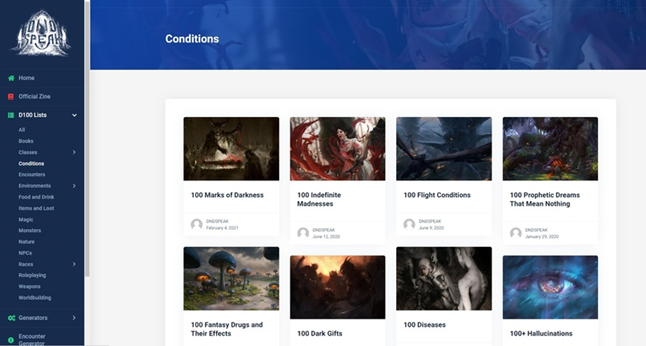 DND
SPEAK
Home
Official Zine
D100 Lists
All
Books
Classes
Conditions
Encounters
Environments
Food and Drink
Items and Loot
Magic
Monsters
Nature
NPCs
Races
Roleplaying
Weapons
Worldbuilding
Generators
Encounter
Generator
Conditions
100 Marks of Darkness
DNDSPEAK
February 4, 2021
100 Indefinite
Madnesses
DNDSPEAK
June 12, 2020
100 Flight Conditions
DNDSPEAK
June 9, 2020
100 Prophetic Dreams
That Mean Nothing
DNDSPEAK
January 29, 2020
100 Fantasy Drugs and
Their Effects
100 Dark Gifts
100 Diseases
100+ Hallucinations